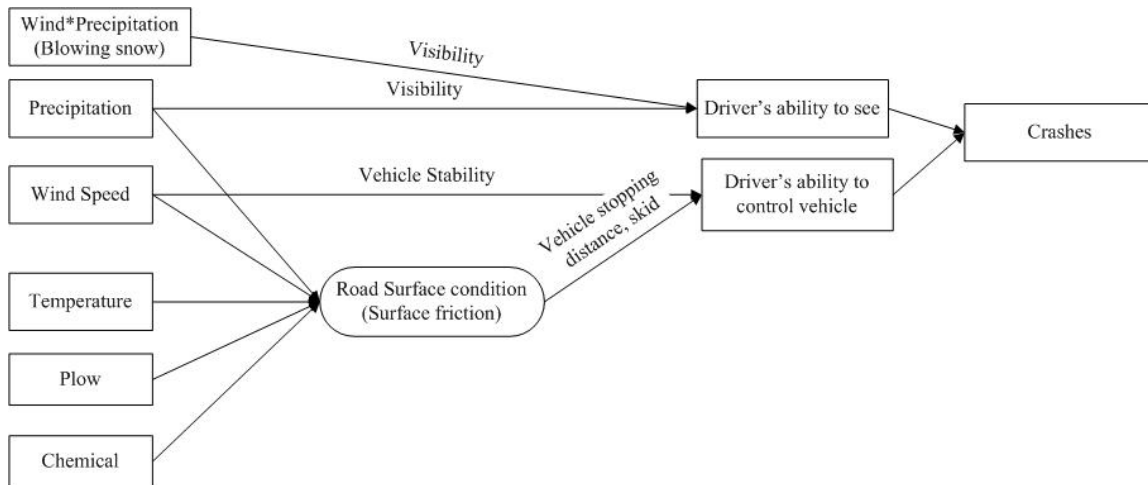 Wind*Precipitation
(Blowing snow)
Visibility
Precipitation
Visibility
Driver's ability to see
Crashes
Wind Speed
Vehicle Stability
Driver's ability to
control vehicle
Vehicle stopping
distance, skid
Temperature
Road Surface condition
(Surface friction)
Plow
Chemical